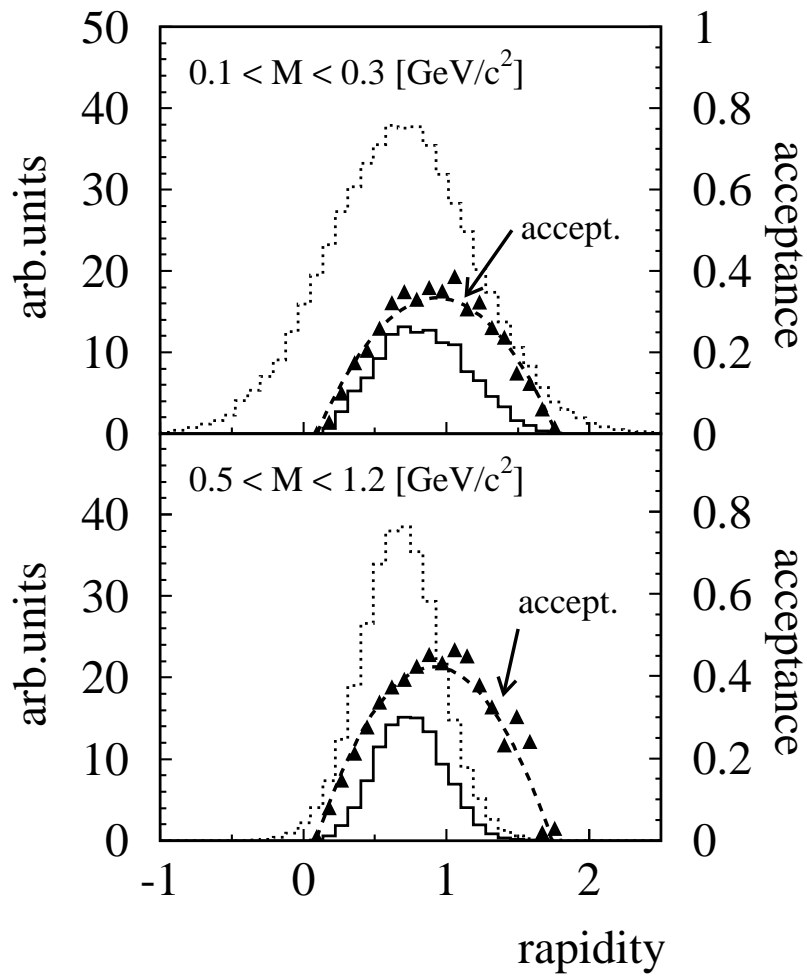 50
40
30
20
10
0
arb.units
0.1 < M < 0.3 [GeV/c²]
accept.
1
0.8
0.6
0.4
0.2
0
acceptance
40
30
20
10
0
arb.units
0.5 < M < 1.2 [GeV/c²]
accept.
0.8
0.6
0.4
0.2
0
acceptance
-1 0 1 2
rapidity